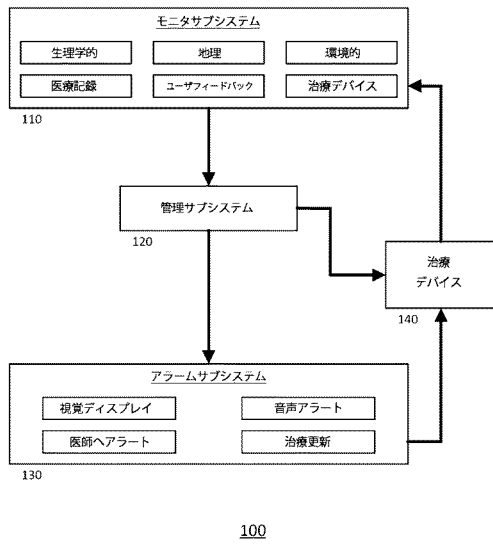 モニタサブシステム
生理学的
地理
環境的
医療記録
ユーザフィードバック
治療デバイス
110
管理サブシステム
120
治療
デバイス
140
アラームサブシステム
視覚ディスプレイ
音声アラート
医師へアラート
治療更新
130
100